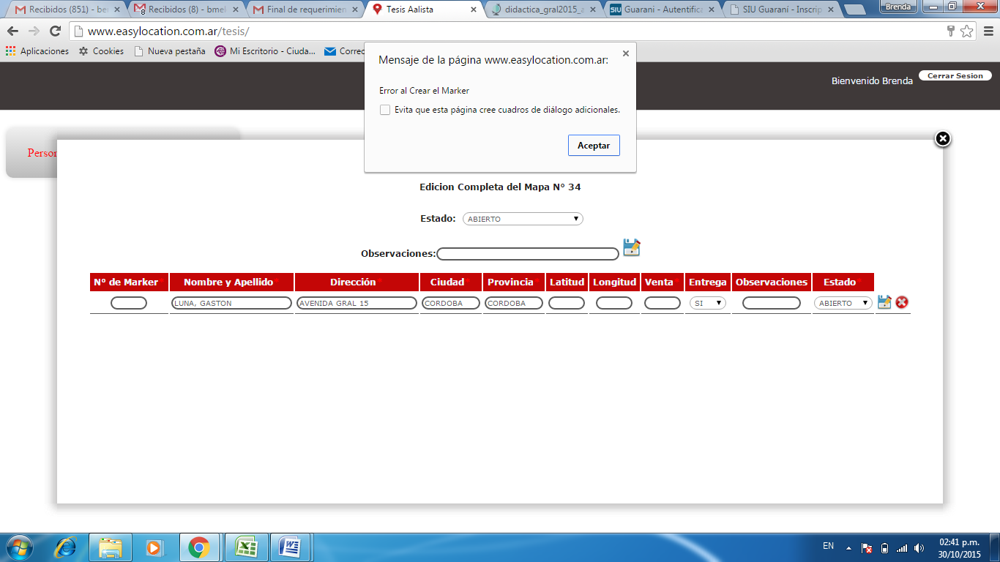 Recibidos (851) - be
Recibidos (8) - bmel
Final de requerimien
Tesis Aalista
didactica_gral2015_a
SIU Guarani - Autentifica
SIU Guaraní - Inscrip
Brenda
www.easylocation.com.ar/tesis/
Aplicaciones
Cookies
Nueva pestaña
Mi Escritorio - Ciuda...
Correo
Mensaje de la página www.easylocation.com.ar:
Error al Crear el Marker
Evita que esta página cree cuadros de diálogo adicionales.
Aceptar
Bienvenido Brenda
Cerrar Sesion
Person
Edicion Completa del Mapa N° 34
Estado: ABIERTO
Observaciones:
N° de Marker* Nombre y Apellido* Dirección* Ciudad* Provincia* Latitud Longitud Venta* Entrega Observaciones Estado*
LUNA, GASTON AVENIDA GRAL 15 CORDOBA CORDOBA SI ABIERTO
EN
02:41 p.m.
30/10/2015